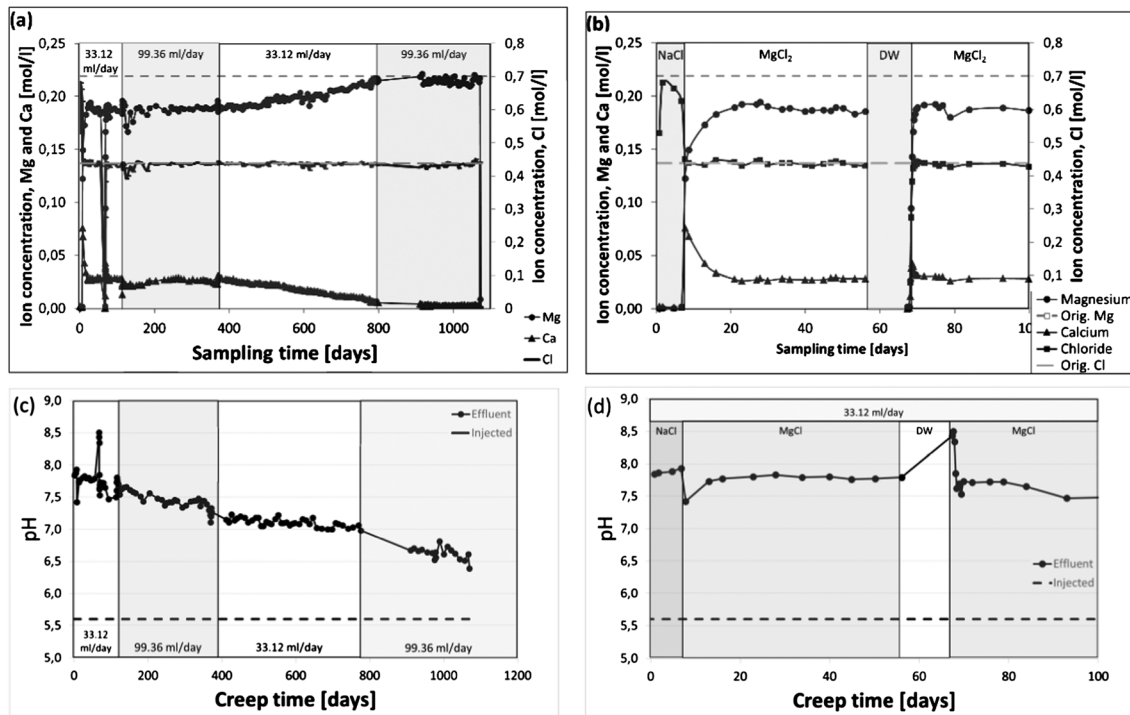 (a)
33.12
ml/day
99.36 ml/day
33.12 ml/day
99.36 ml/day
Ion concentration, Mg and Ca [mol/l]
0,25
0,20
0,15
0,10
0,05
0,00
0,8
0,7
0,6
0,5
0,4
0,3
0,2
0,1
0
Ion concentration, Cl [mol/l]
0 200 400 600 800 1000
Sampling time [days]
Mg
Ca
Cl
(b)
NaCl
MgCl2
DW
MgCl2
Ion concentration, Mg and Ca [mol/l]
0,25
0,20
0,15
0,10
0,05
0,00
0,8
0,7
0,6
0,5
0,4
0,3
0,2
0,1
0
Ion concentration, Cl [mol/l]
0 20 40 60 80 100
Sampling time [days]
Magnesium
Orig. Mg
Calcium
Chloride
Orig. Cl
(c)
9,0
8,5
8,0
7,5
7,0
6,5
6,0
5,5
5,0
pH
Effluent
Injected
33.12
ml/day
99.36 ml/day
33.12 ml/day
99.36 ml/day
0 200 400 600 800 1000 1200
Creep time [days]
(d)
33.12 ml/day
NaCl
MgCl
DW
MgCl
9,0
8,5
8,0
7,5
7,0
6,5
6,0
5,5
5,0
pH
Effluent
Injected
0 20 40 60 80 100
Creep time [days]